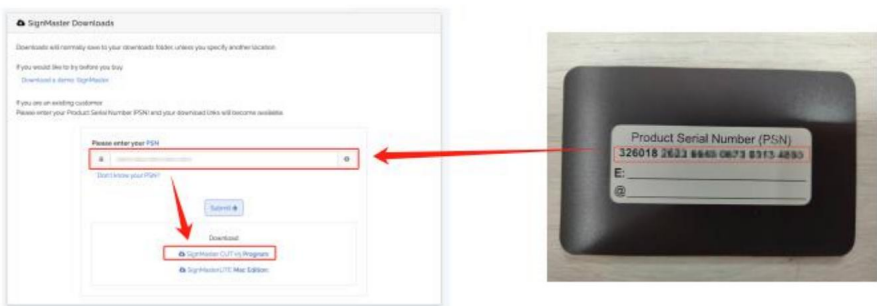 SignMaster Downloads
Downloads will normally save to your downloads folder, unless you specify another location.
If you would like to try before you buy
Download a demo: SignMaster
If you are an existing customer
Please enter your Product Serial Number (PSN) and your download links will become available.
Please enter your PSN
Don't know your PSN?
Submit
Download
SignMaster CUT v5 Program
SignMasterLITE Mac Edition
Product Serial Number (PSN)
326018
E:
@